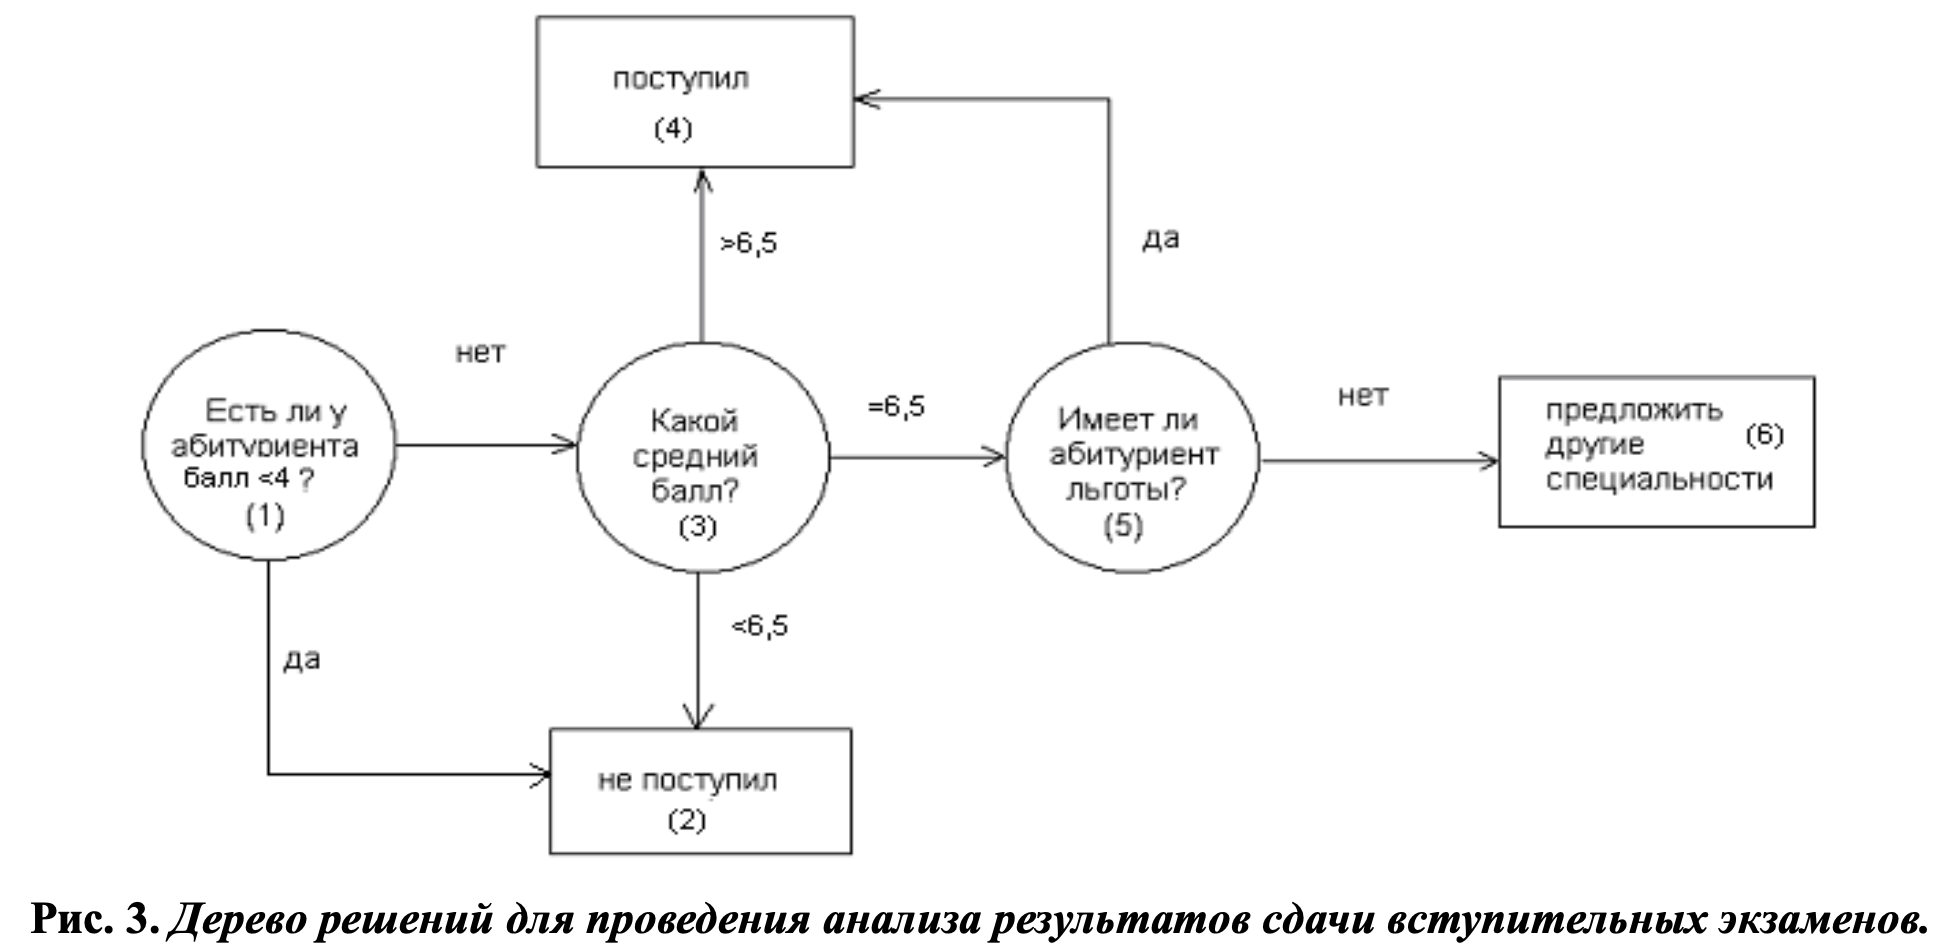 поступил
(4)
>6,5
да
нет
Есть ли у
абитуриента
балл <4 ?
(1)
Какой
средний
балл?
(3)
=6,5
Имеет ли
абитуриент
льготы?
(5)
нет
предложить
другие (6)
специальности
<6,5
да
не поступил
(2)
Рис. 3. Дерево решений для проведения анализа результатов сдачи вступительных экзаменов.